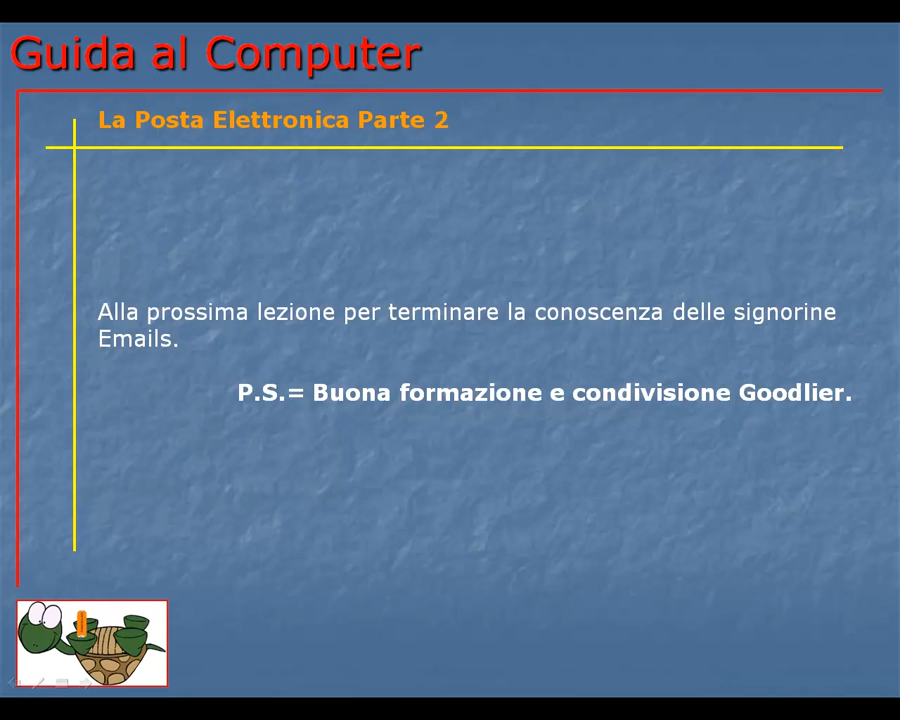 Guida al Computer
La Posta Elettronica Parte 2
Alla prossima lezione per terminare la conoscenza delle signorine
Emails.
P.S.= Buona formazione e condivisione Goodlier.